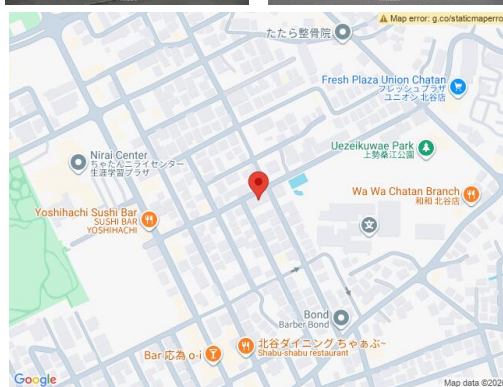 Map error: g.co/staticmaperro
たたら整骨院
Fresh Plaza Union Chatan
フレッシュプラザ
ユニオン 北谷店
Uezeikuwae Park
上勢桑江公園
Nirai Center
ちゃたんニライセンター
生涯学習プラザ
Wa Wa Chatan Branch
和和 北谷店
Yoshihachi Sushi Bar
SUSHI BAR
YOSHIHACHI
文
Bond
Barber Bond
北谷ダイニング ちゃぁぶ~
Shabu-shabu restaurant
Bar 応為 o-i
Google
Map data ©202